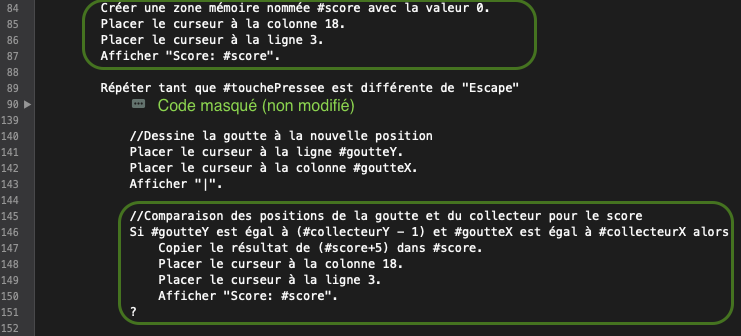 84 Créer une zone mémoire nommée #score avec la valeur 0.
85 Placer le curseur à la colonne 18.
86 Placer le curseur à la ligne 3.
87 Afficher "Score: #score".
88
89 Répéter tant que #touchePressee est différente de "Escape"
90 Code masqué (non modifié)
139
140 //Dessine la goutte à la nouvelle position
141 Placer le curseur à la ligne #goutteY.
142 Placer le curseur à la colonne #goutteX.
143 Afficher "|".
144
145 //Comparaison des positions de la goutte et du collecteur pour le score
146 Si #goutteY est égal à (#collecteurY - 1) et #goutteX est égal à #collecteurX alors
147 Copier le résultat de (#score+5) dans #score.
148 Placer le curseur à la colonne 18.
149 Placer le curseur à la ligne 3.
150 Afficher "Score: #score".
151 ?
152